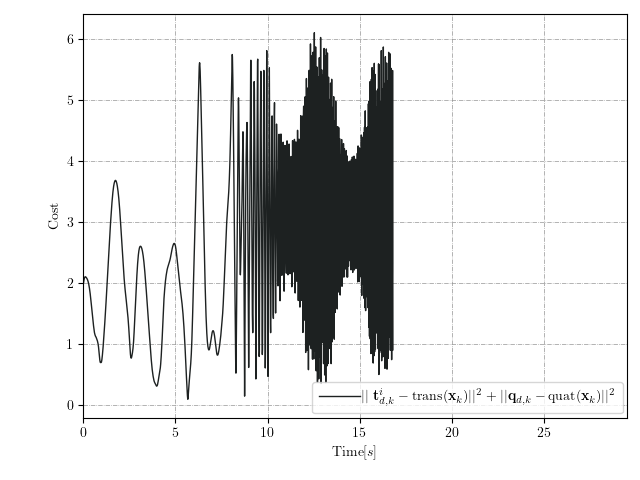 6
5
4
3
2
1
0
Cost
0 5 10 15 20 25
Time[s]
|| t^i_{d,k} − trans(x_k)||² + ||q_{d,k} − quat(x_k)||²